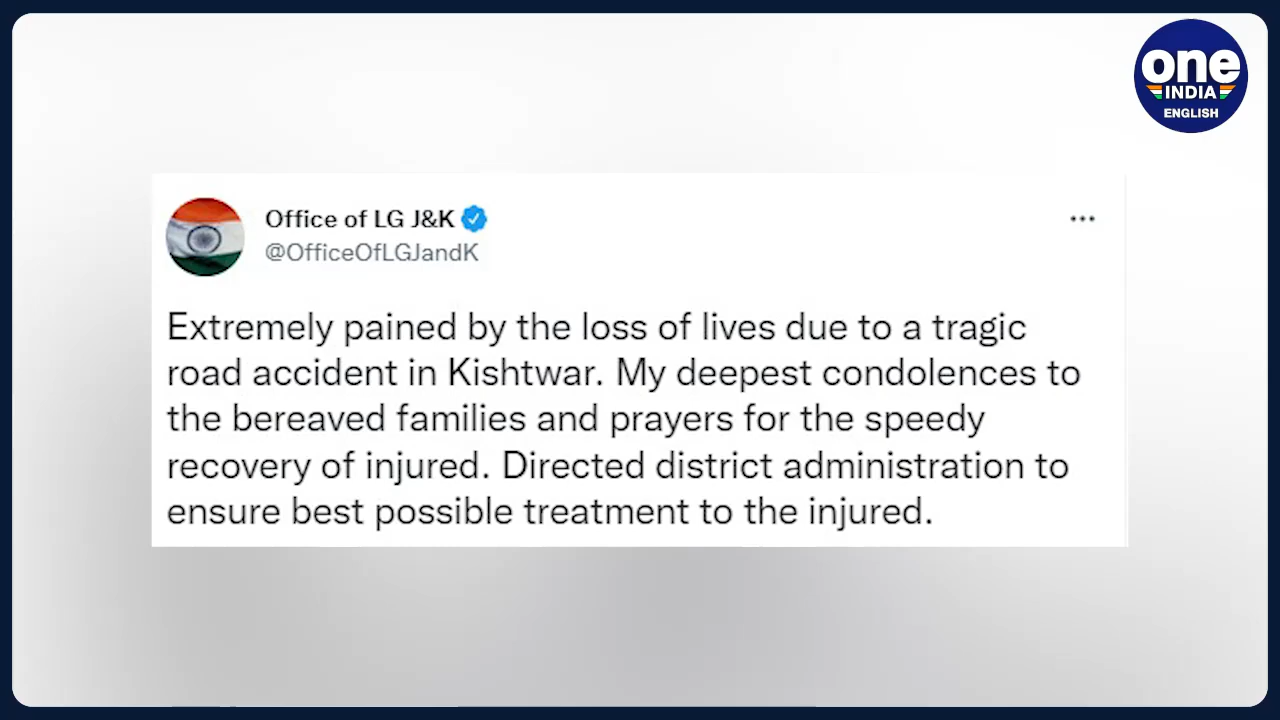 one
INDIA
ENGLISH
Office of LG J&K
@OfficeOfLGJandK
Extremely pained by the loss of lives due to a tragic
road accident in Kishtwar. My deepest condolences to
the bereaved families and prayers for the speedy
recovery of injured. Directed district administration to
ensure best possible treatment to the injured.